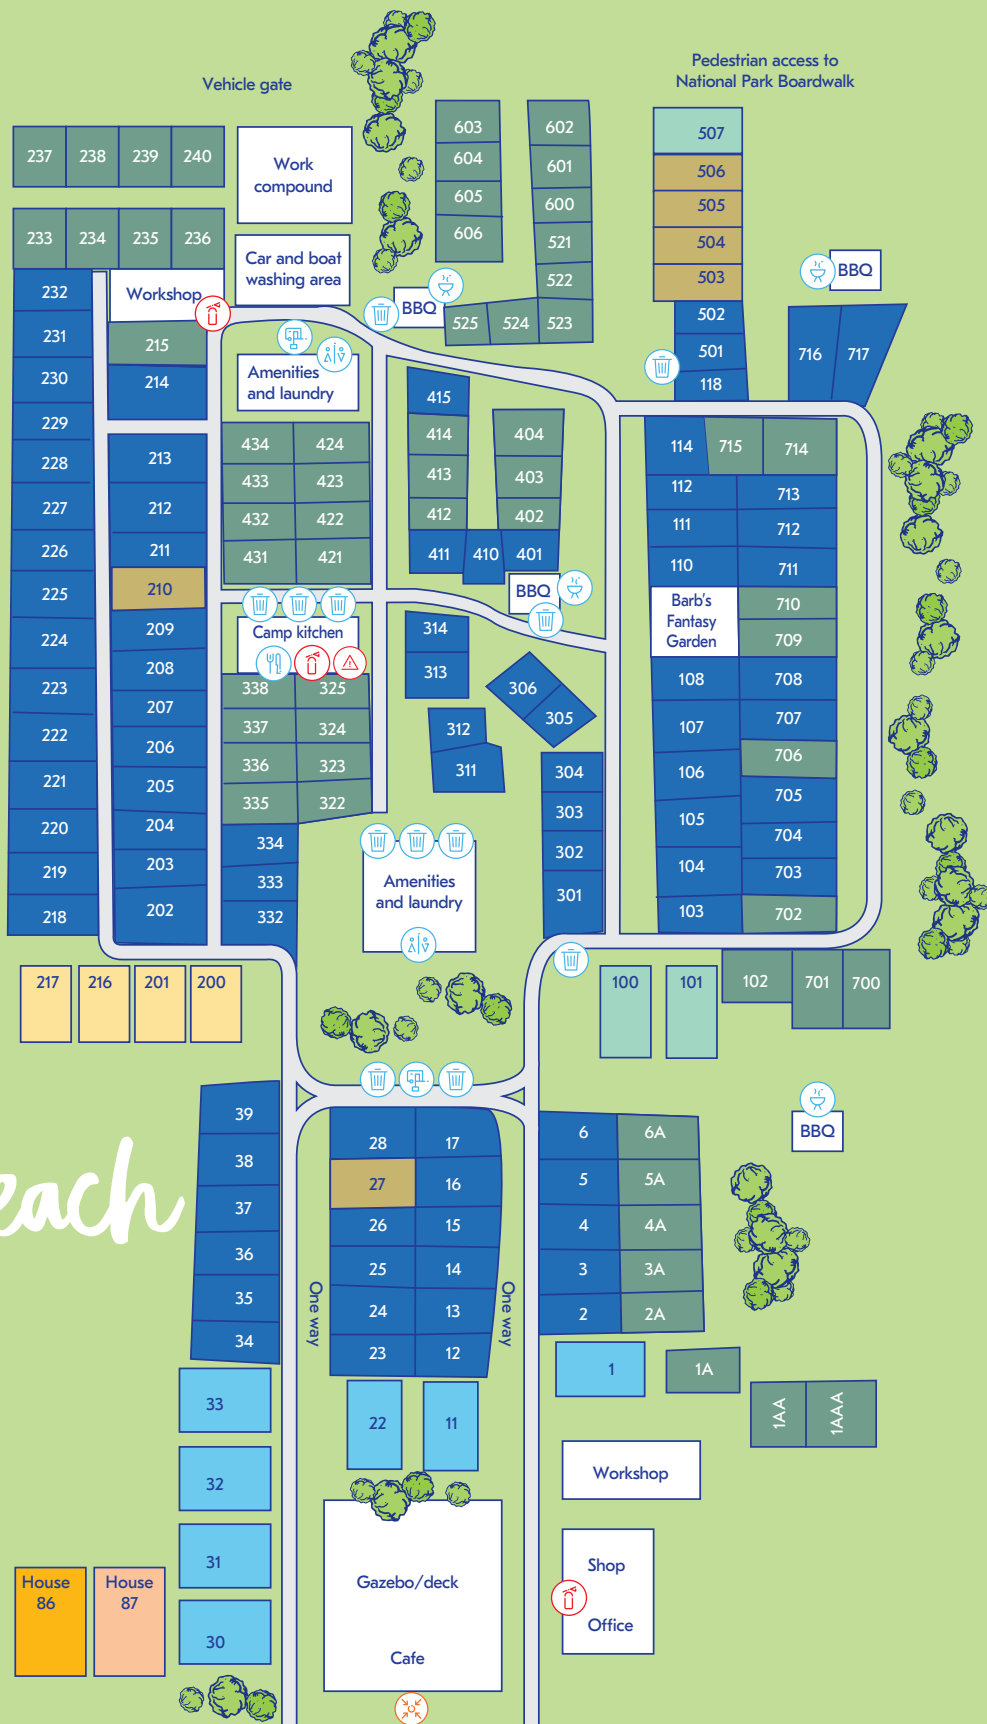 Pedestrian access to
National Park Boardwalk
Vehicle gate
237 238 239 240
Work
compound
603
604
605
606
602
601
600
521
522
525 524 523
507
506
505
504
503
502
501
118
233 234 235 236
Car and boat
washing area
BBQ
BBQ
Workshop
716 717
232
231
230
229
228
227
226
225
224
223
222
221
220
219
218
215
214
213
212
211
210
209
208
207
206
205
204
203
202
Amenities
and laundry
434 424
433 423
432 422
431 421
415
414
413
412
411 410 401
404
403
402
BBQ
114 715 714
112 713
111 712
110 711
Barb's
Fantasy
Garden
710
709
108 708
107 707
106 706
105 705
104 704
703
103 702
Camp kitchen
338 325
337 324
336 323
335 322
334
333
332
314
313
312
311
306
305
304
303
302
301
Amenities
and laundry
217 216 201 200
100 101 102 701 700
39
38
37
36
35
34
28 17
27 16
26 15
25 14
24 13
23 12
One way
One way
6 6A
5 5A
4 4A
3 3A
2 2A
1 1A
1AA 1AAA
BBQ
each
33
32
31
30
22 11
Workshop
House
86
House
87
Gazebo/deck
Cafe
Shop
Office